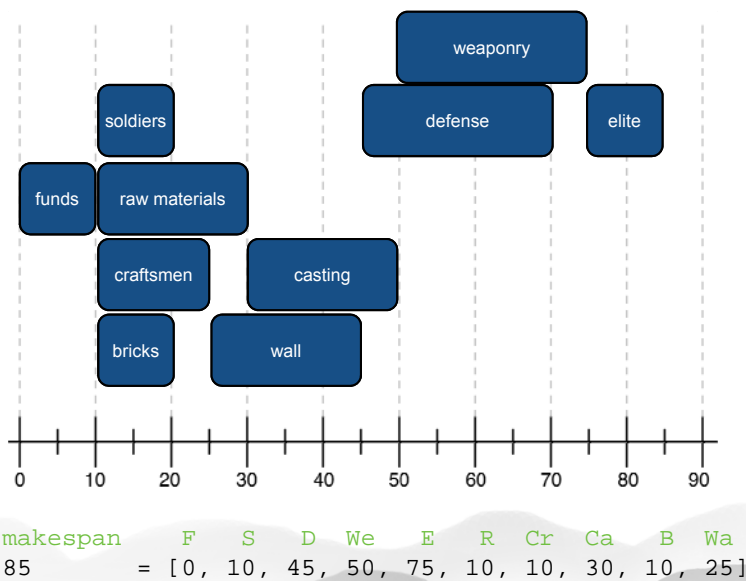 weaponry
soldiers defense elite
funds raw materials
craftsmen casting
bricks wall
0 10 20 30 40 50 60 70 80 90
makespan F S D We E R Cr Ca B Wa
85 = [0, 10, 45, 50, 75, 10, 10, 30, 10, 25]